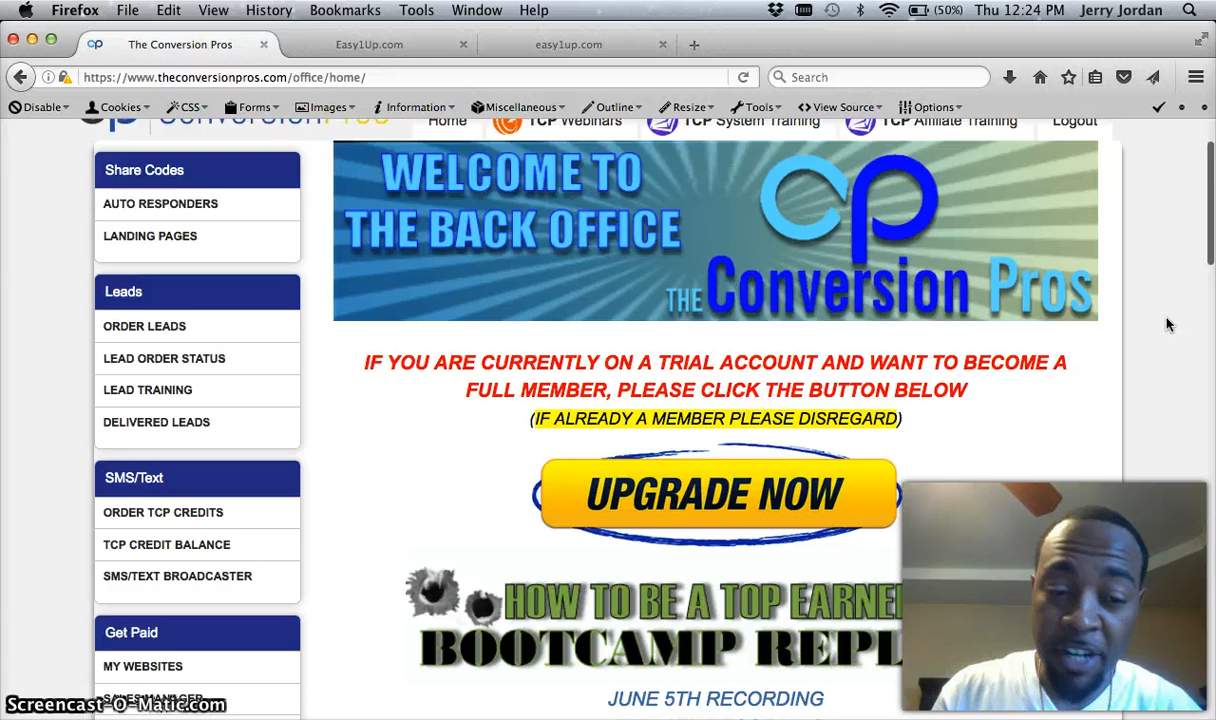 Firefox File Edit View History Bookmarks Tools Window Help (50%) Thu 12:24 PM Jerry Jordan
The Conversion Pros Easy1Up.com easy1up.com
https://www.theconversionpros.com/office/home/ Search
Disable Cookies CSS Forms Images Information Miscellaneous Outline Resize Tools View Source Options
Conversion Pros Home TCP Webinars TCP System Training TCP Affiliate Training Logout
Share Codes
AUTO RESPONDERS
LANDING PAGES
Leads
ORDER LEADS
LEAD ORDER STATUS
LEAD TRAINING
DELIVERED LEADS
SMS/Text
ORDER TCP CREDITS
TCP CREDIT BALANCE
SMS/TEXT BROADCASTER
Get Paid
MY WEBSITES
SALES MANAGER
WELCOME TO
THE BACK OFFICE
cp
THE Conversion Pros
IF YOU ARE CURRENTLY ON A TRIAL ACCOUNT AND WANT TO BECOME A
FULL MEMBER, PLEASE CLICK THE BUTTON BELOW
(IF ALREADY A MEMBER PLEASE DISREGARD)
UPGRADE NOW
HOW TO BE A TOP EARNE
BOOTCAMP REPL
JUNE 5TH RECORDING
Screencast-O-Matic.com